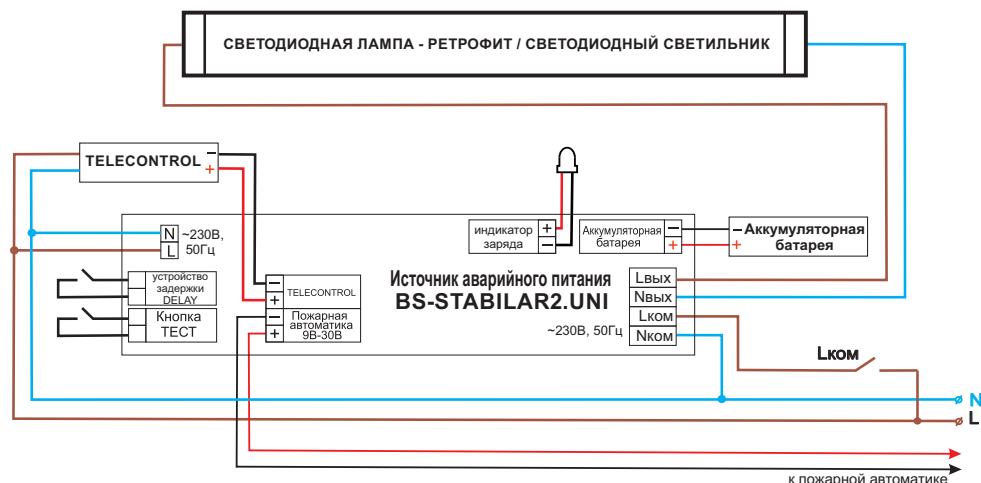 СВЕТОДИОДНАЯ ЛАМПА - РЕТРОФИТ / СВЕТОДИОДНЫЙ СВЕТИЛЬНИК
TELECONTROL
−
+
N
L
~230В,
50Гц
устройство
задержки
DELAY
Кнопка
ТЕСТ
−
+
TELECONTROL
−
+
Пожарная
автоматика
9В-30В
индикатор
заряда
+
−
Аккумуляторная
батарея
−
+
−
+
Аккумуляторная
батарея
Источник аварийного питания
BS-STABILAR2.UNI
~230В, 50Гц
Lвых
Nвых
Lком
Nком
Lком
N
L
к пожарной автоматике